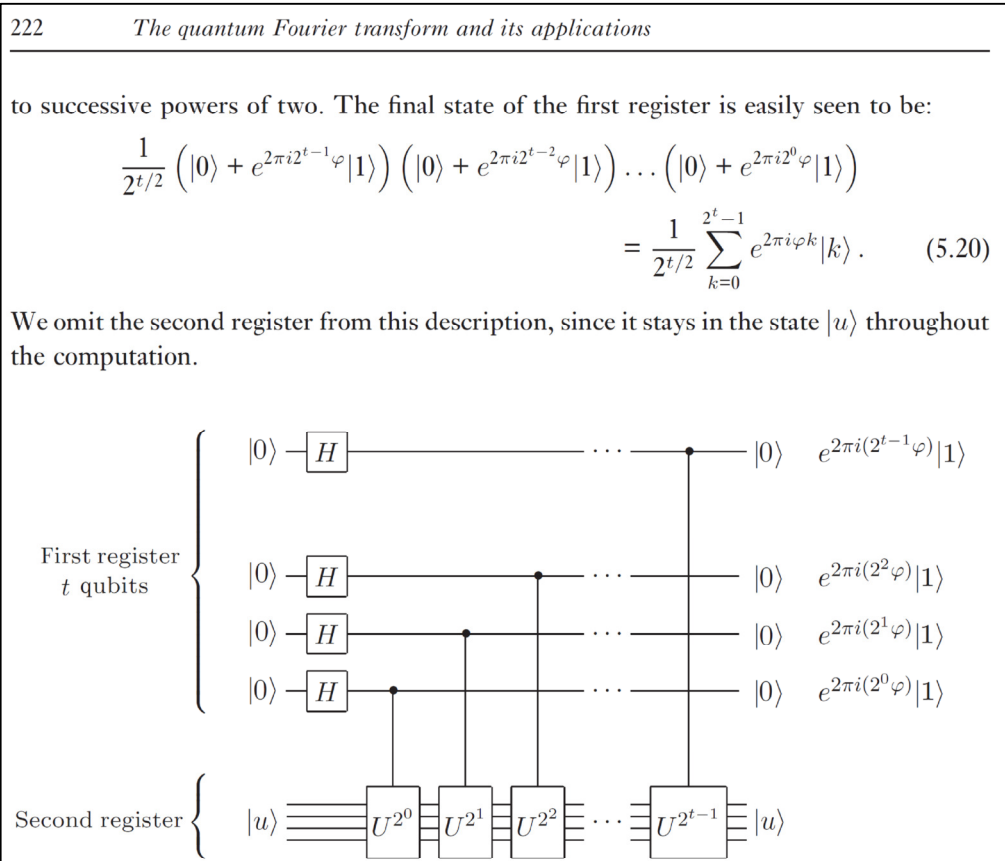 222 The quantum Fourier transform and its applications
to successive powers of two. The final state of the first register is easily seen to be:
1/2^{t/2} (|0⟩ + e^{2πi2^{t−1}φ}|1⟩) (|0⟩ + e^{2πi2^{t−2}φ}|1⟩) . . . (|0⟩ + e^{2πi2^0φ}|1⟩)
= 1/2^{t/2} ∑_{k=0}^{2^t−1} e^{2πiφk}|k⟩ . (5.20)
We omit the second register from this description, since it stays in the state |u⟩ throughout
the computation.
|0⟩ H · · · |0⟩ e^{2πi(2^{t−1}φ)}|1⟩
First register
t qubits
|0⟩ H · · · |0⟩ e^{2πi(2^2φ)}|1⟩
|0⟩ H · · · |0⟩ e^{2πi(2^1φ)}|1⟩
|0⟩ H · · · |0⟩ e^{2πi(2^0φ)}|1⟩
Second register |u⟩ U^{2^0} U^{2^1} U^{2^2} · · · U^{2^{t−1}} |u⟩